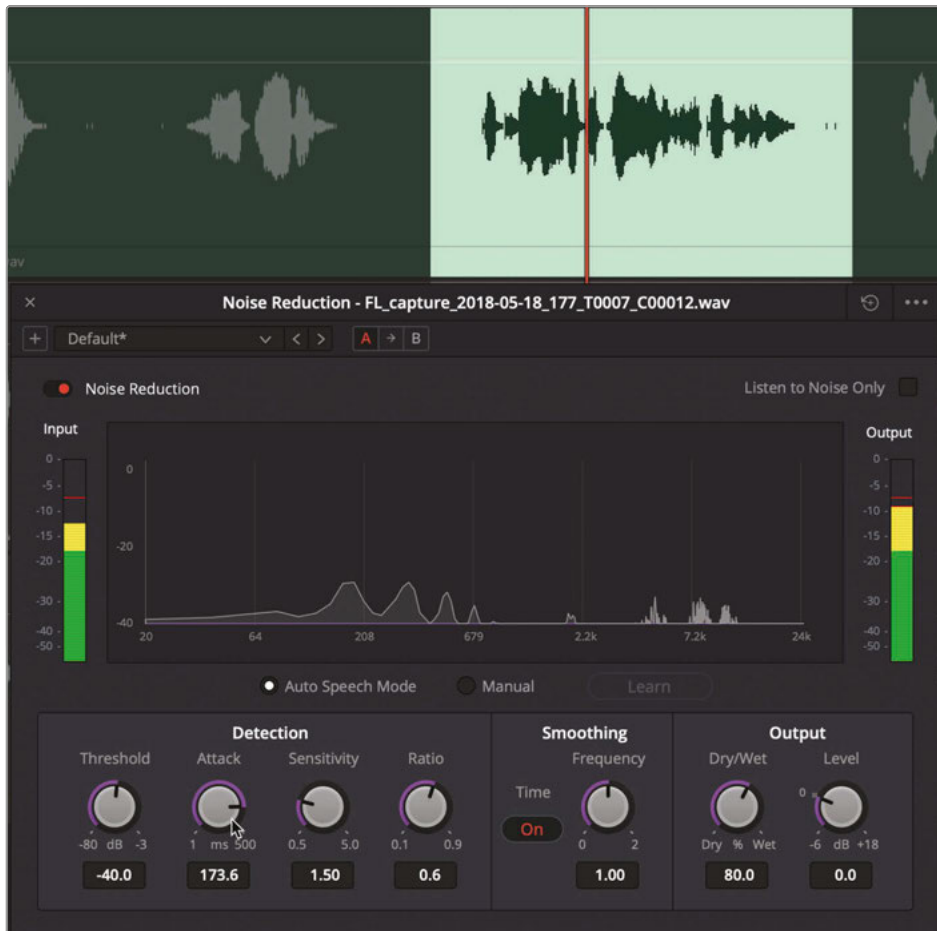 av
Noise Reduction - FL_capture_2018-05-18_177_T0007_C00012.wav
Default*
A B
Noise Reduction
Listen to Noise Only
Input
Output
0
-5
-10
-15
-20
-30
-40
-50
0
-20
-40
20 64 208 679 2.2k 7.2k 24k
0
-5
-10
-15
-20
-30
-40
-50
Auto Speech Mode Manual Learn
Detection Smoothing Output
Threshold Attack Sensitivity Ratio Frequency Dry/Wet Level
Time
0
On
-80 dB -3 1 ms 500 0.5 5.0 0.1 0.9 0 2 Dry % Wet -6 dB +18
-40.0 173.6 1.50 0.6 1.00 80.0 0.0